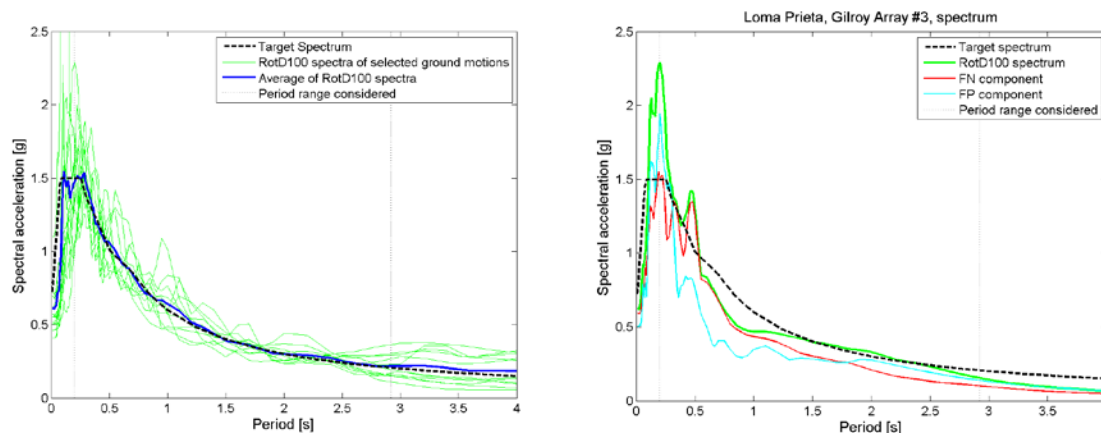 Target Spectrum
RotD100 spectra of selected ground motions
Average of RotD100 spectra
Period range considered
Spectral acceleration [g]
2.5
2
1.5
1
0.5
0
0 0.5 1 1.5 2 2.5 3 3.5 4
Period [s]
Loma Prieta, Gilroy Array #3, spectrum
Target spectrum
RotD100 spectrum
FN component
FP component
Period range considered
Spectral acceleration [g]
2.5
2
1.5
1
0.5
0
0 0.5 1 1.5 2 2.5 3 3.5
Period [s]